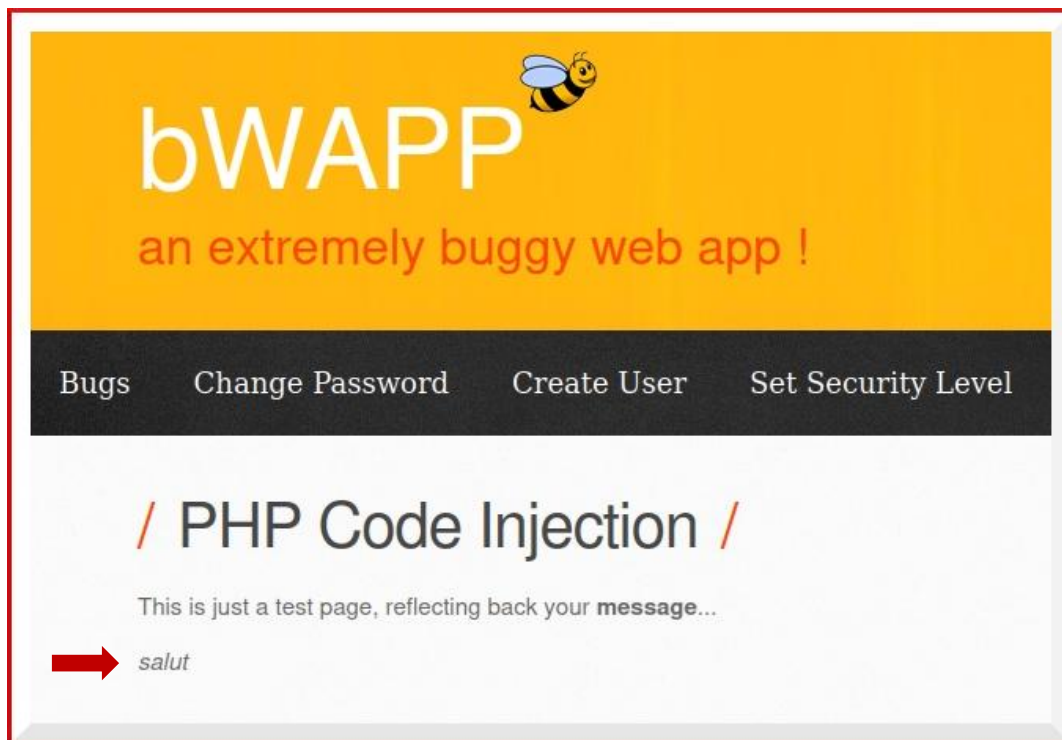 bWAPP
an extremely buggy web app !
Bugs Change Password Create User Set Security Level
/ PHP Code Injection /
This is just a test page, reflecting back your message...
salut